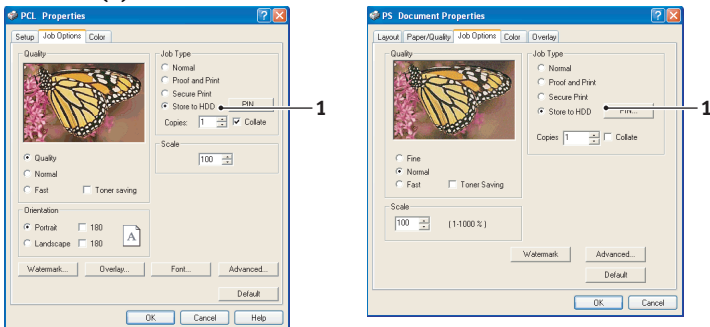 PCL Properties
Setup Job Options Color
Quality
Job Type
Normal
Proof and Print
Secure Print
Store to HDD
PIN...
1
Copies: 1 Collate
Scale
100
Quality
Normal
Fast Toner saving
Orientation
Portrait 180
Landscape 180
A
Watermark... Overlay... Font... Advanced...
Default
OK Cancel Help
PS Document Properties
Layout Paper/Quality Job Options Color Overlay
Quality
Job Type
Normal
Proof and Print
Secure Print
Store to HDD
PIN...
1
Copies 1 Collate
Fine
Normal
Fast Toner Saving
Scale
100 (1-1000 %)
Watermark Advanced...
Default
OK Cancel